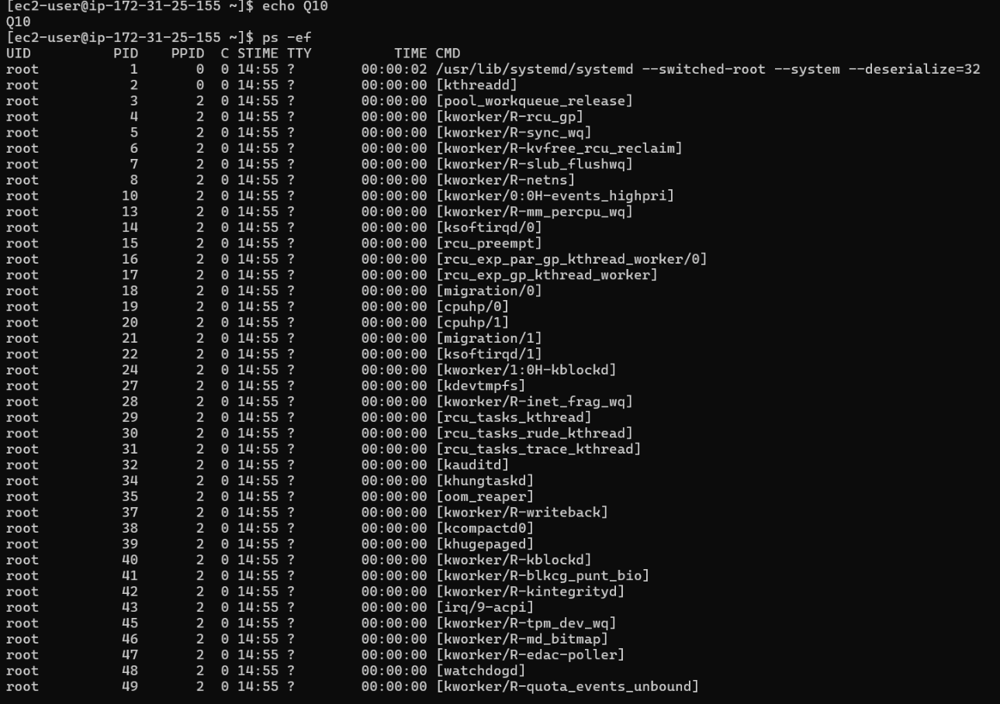 [ec2-user@ip-172-31-25-155 ~]$ echo Q10
Q10
[ec2-user@ip-172-31-25-155 ~]$ ps -ef
UID          PID    PPID  C STIME TTY          TIME CMD
root           1       0  0 14:55 ?        00:00:02 /usr/lib/systemd/systemd --switched-root --system --deserialize=32
root           2       0  0 14:55 ?        00:00:00 [kthreadd]
root           3       2  0 14:55 ?        00:00:00 [pool_workqueue_release]
root           4       2  0 14:55 ?        00:00:00 [kworker/R-rcu_gp]
root           5       2  0 14:55 ?        00:00:00 [kworker/R-sync_wq]
root           6       2  0 14:55 ?        00:00:00 [kworker/R-kvfree_rcu_reclaim]
root           7       2  0 14:55 ?        00:00:00 [kworker/R-slub_flushwq]
root           8       2  0 14:55 ?        00:00:00 [kworker/R-netns]
root          10       2  0 14:55 ?        00:00:00 [kworker/0:0H-events_highpri]
root          13       2  0 14:55 ?        00:00:00 [kworker/R-mm_percpu_wq]
root          14       2  0 14:55 ?        00:00:00 [ksoftirqd/0]
root          15       2  0 14:55 ?        00:00:00 [rcu_preempt]
root          16       2  0 14:55 ?        00:00:00 [rcu_exp_par_gp_kthread_worker/0]
root          17       2  0 14:55 ?        00:00:00 [rcu_exp_gp_kthread_worker]
root          18       2  0 14:55 ?        00:00:00 [migration/0]
root          19       2  0 14:55 ?        00:00:00 [cpuhp/0]
root          20       2  0 14:55 ?        00:00:00 [cpuhp/1]
root          21       2  0 14:55 ?        00:00:00 [migration/1]
root          22       2  0 14:55 ?        00:00:00 [ksoftirqd/1]
root          24       2  0 14:55 ?        00:00:00 [kworker/1:0H-kblockd]
root          27       2  0 14:55 ?        00:00:00 [kdevtmpfs]
root          28       2  0 14:55 ?        00:00:00 [kworker/R-inet_frag_wq]
root          29       2  0 14:55 ?        00:00:00 [rcu_tasks_kthread]
root          30       2  0 14:55 ?        00:00:00 [rcu_tasks_rude_kthread]
root          31       2  0 14:55 ?        00:00:00 [rcu_tasks_trace_kthread]
root          32       2  0 14:55 ?        00:00:00 [kauditd]
root          34       2  0 14:55 ?        00:00:00 [khungtaskd]
root          35       2  0 14:55 ?        00:00:00 [oom_reaper]
root          37       2  0 14:55 ?        00:00:00 [kworker/R-writeback]
root          38       2  0 14:55 ?        00:00:00 [kcompactd0]
root          39       2  0 14:55 ?        00:00:00 [khugepaged]
root          40       2  0 14:55 ?        00:00:00 [kworker/R-kblockd]
root          41       2  0 14:55 ?        00:00:00 [kworker/R-blkcg_punt_bio]
root          42       2  0 14:55 ?        00:00:00 [kworker/R-kintegrityd]
root          43       2  0 14:55 ?        00:00:00 [irq/9-acpi]
root          45       2  0 14:55 ?        00:00:00 [kworker/R-tpm_dev_wq]
root          46       2  0 14:55 ?        00:00:00 [kworker/R-md_bitmap]
root          47       2  0 14:55 ?        00:00:00 [kworker/R-edac-poller]
root          48       2  0 14:55 ?        00:00:00 [watchdogd]
root          49       2  0 14:55 ?        00:00:00 [kworker/R-quota_events_unbound]